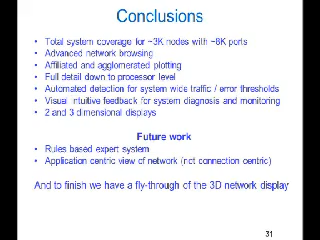 Conclusions
• Total system coverage for ~3K nodes with ~8K ports
• Advanced network browsing
• Affiliated and agglomerated plotting
• Full detail down to processor level
• Automated detection for system wide traffic / error thresholds
• Visual intuitive feedback for system diagnosis and monitoring
• 2 and 3 dimensional displays
Future work
• Rules based expert system
• Application centric view of network (not connection centric)
And to finish we have a fly-through of the 3D network display
31